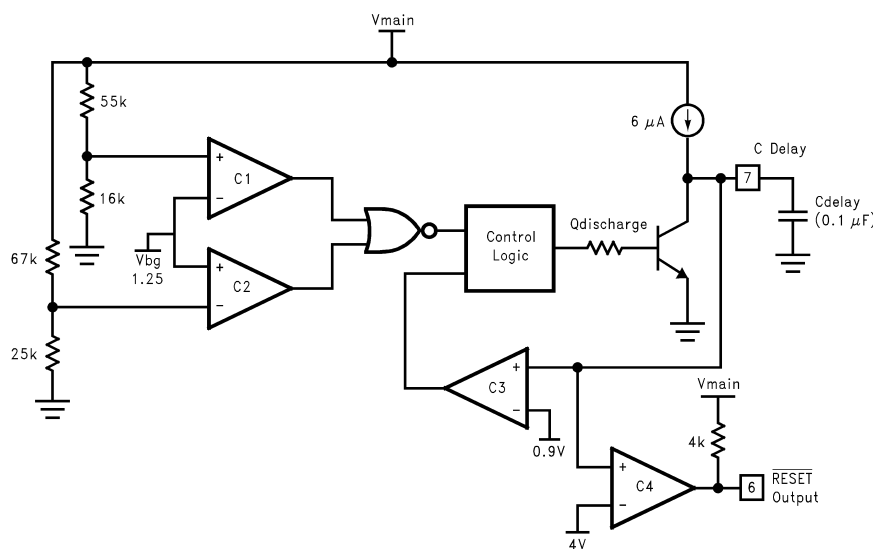 Vmain
55k
6 μA
C Delay
+
C1
−
7
16k
Cdelay
(0.1 μF)
Qdischarge
Control
Logic
Vbg
1.25
+
C2
−
67k
25k
+
C3
−
0.9V
Vmain
4k
+
C4
−
6
RESET
Output
4V